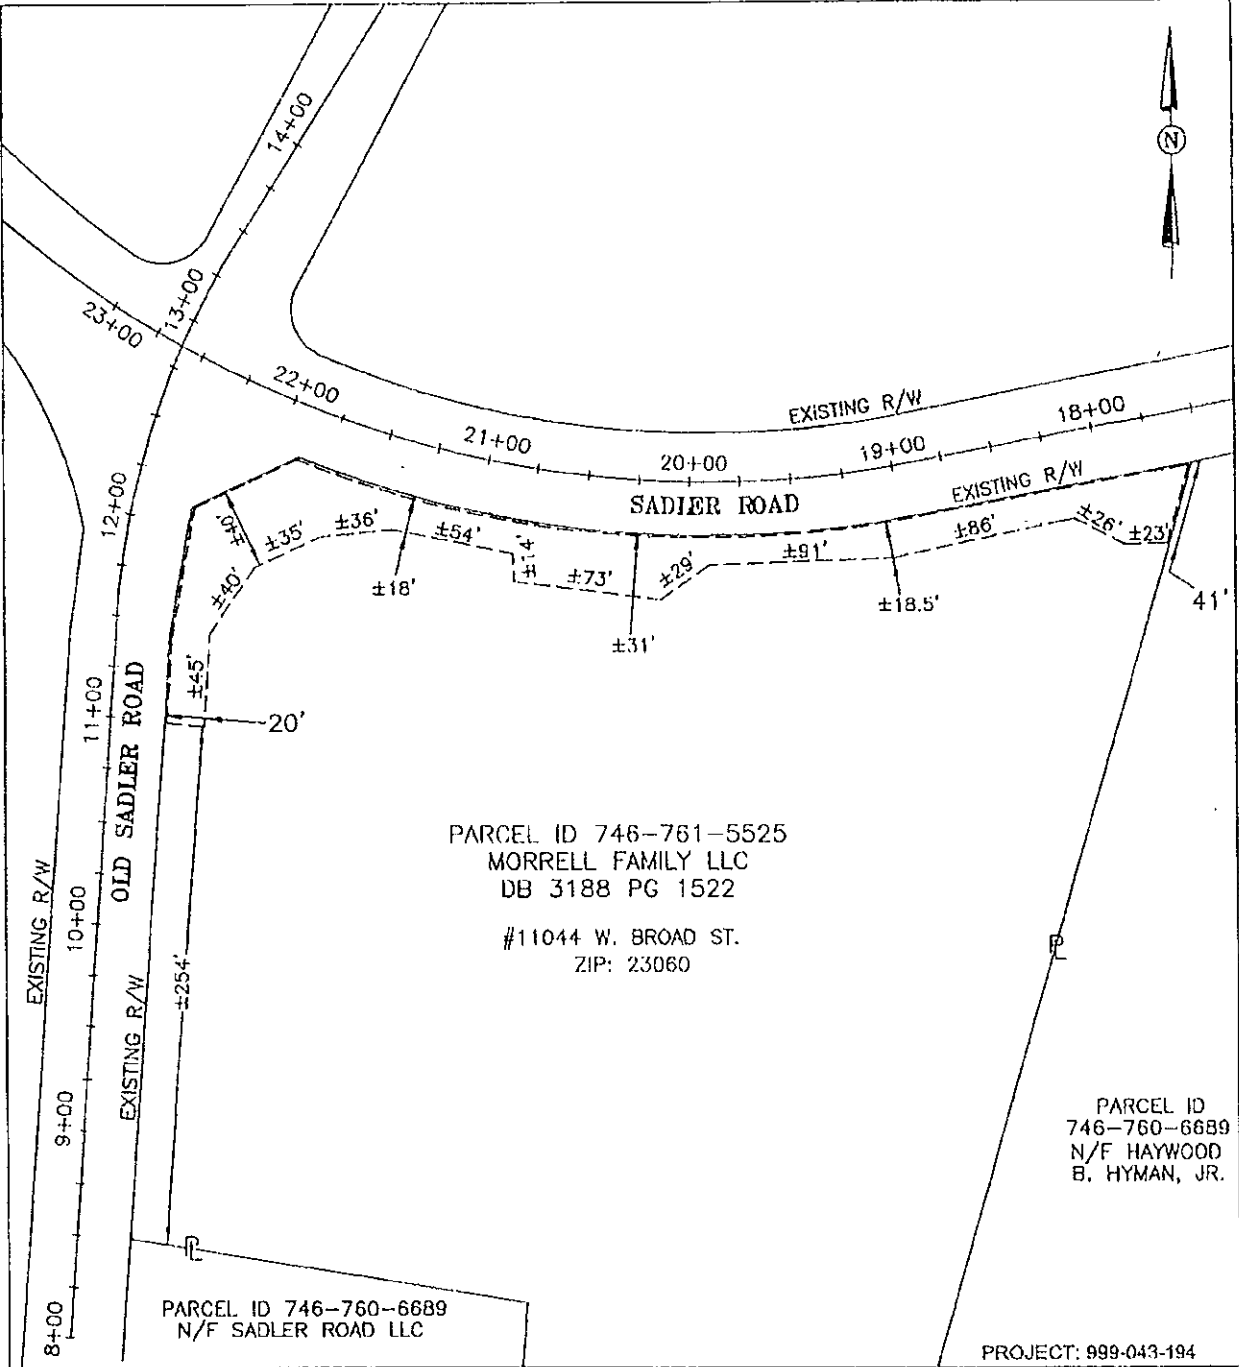 14+00
N
13+00
23+00
22+00
EXISTING R/W
18+00
21+00
19+00
20+00
12+00
SADLER ROAD
EXISTING R/W
±40'
±35'
±36'
±54'
±14'
±73'
±29'
±91'
±86'
±26'
±23'
±40'
±18'
±18.5'
41'
±31'
±45'
11+00
20'
OLD SADLER ROAD
PARCEL ID 746-761-5525
MORRELL FAMILY LLC
DB 3188 PG 1522
#11044 W. BROAD ST.
ZIP: 23060
EXISTING R/W
10+00
±254'
EXISTING R/W
PL
9+00
PARCEL ID
746-760-6689
N/F HAYWOOD
B. HYMAN, JR.
PL
8+00
PARCEL ID 746-760-6689
N/F SADLER ROAD LLC
PROJECT: 999-043-194